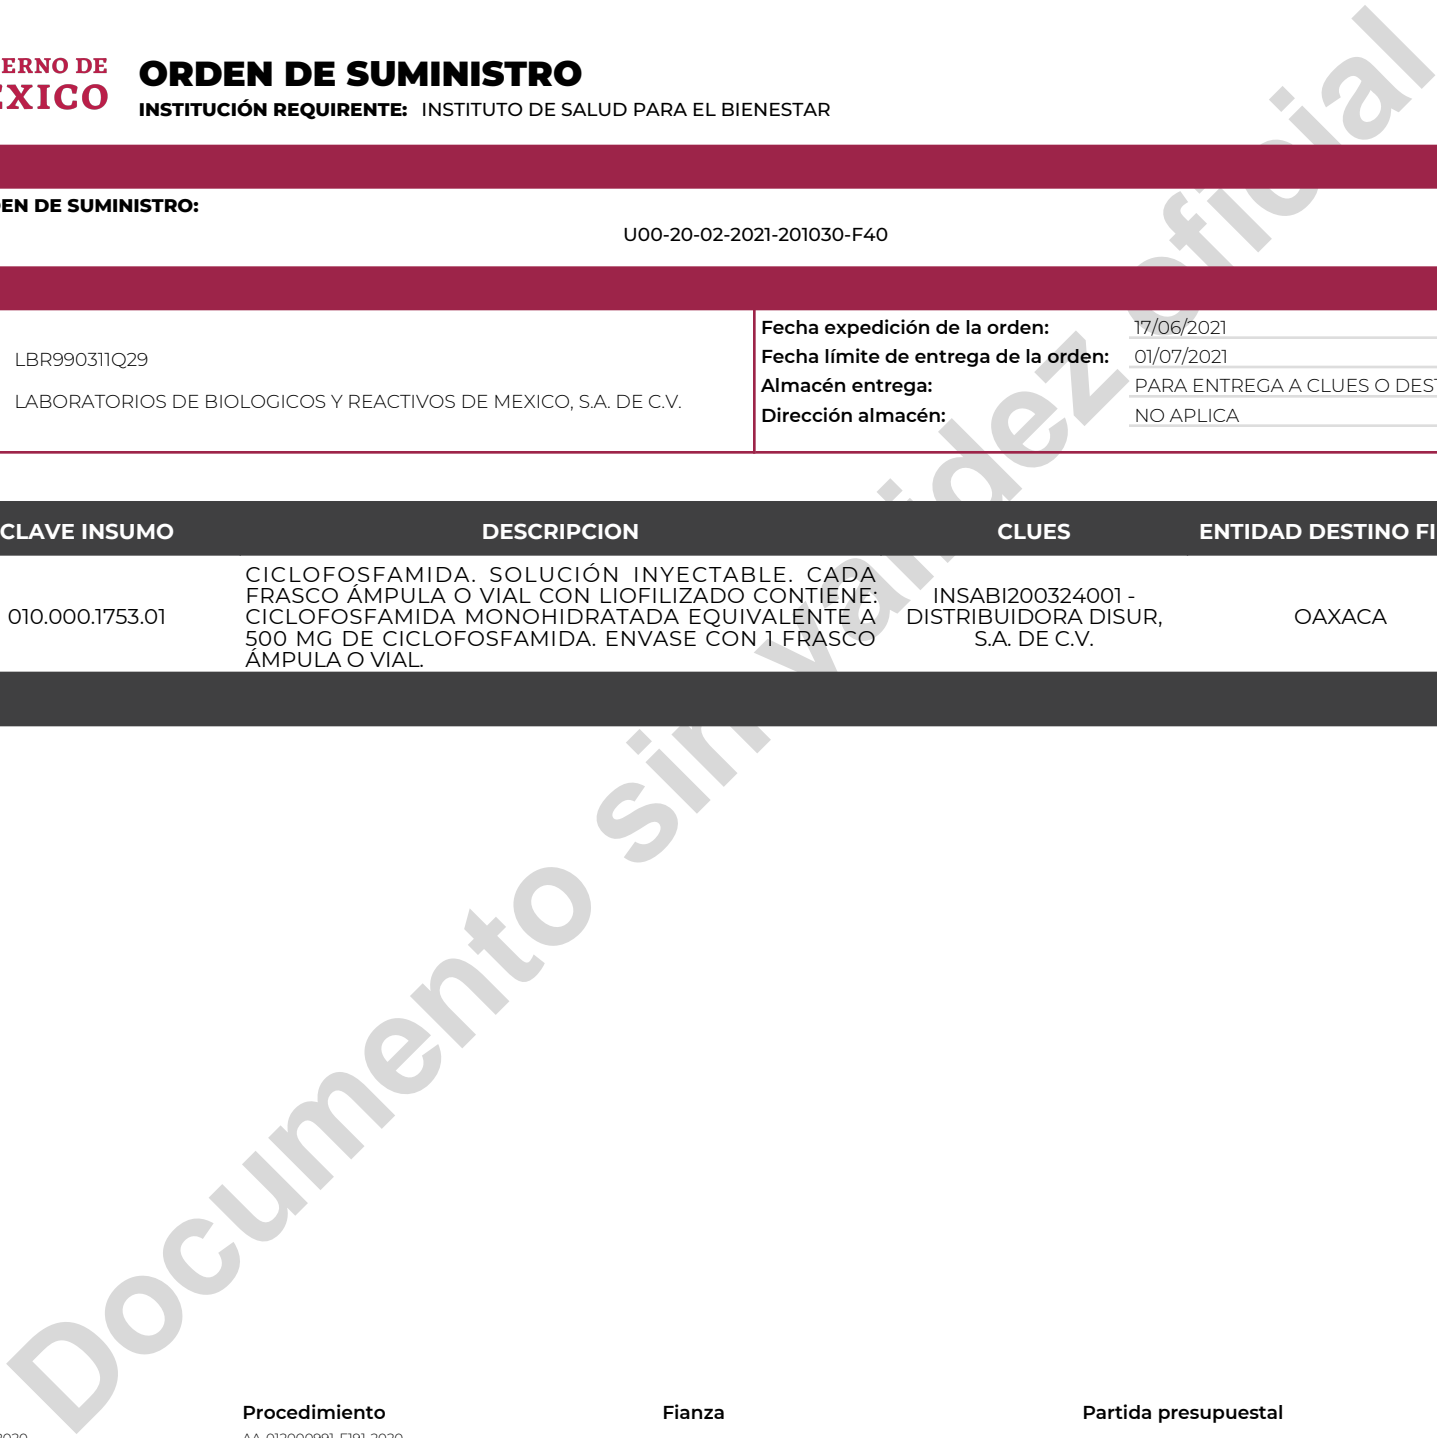 ERNO DE
EXICO
ORDEN DE SUMINISTRO
INSTITUCIÓN REQUIRENTE: INSTITUTO DE SALUD PARA EL BIENESTAR
EN DE SUMINISTRO:
U00-20-02-2021-201030-F40
LBR990311Q29
LABORATORIOS DE BIOLOGICOS Y REACTIVOS DE MEXICO, S.A. DE C.V.
Fecha expedición de la orden: 17/06/2021
Fecha límite de entrega de la orden: 01/07/2021
Almacén entrega: PARA ENTREGA A CLUES O DEST
Dirección almacén: NO APLICA
CLAVE INSUMO DESCRIPCION CLUES ENTIDAD DESTINO FI
010.000.1753.01
CICLOFOSFAMIDA. SOLUCIÓN INYECTABLE. CADA
FRASCO ÁMPULA O VIAL CON LIOFILIZADO CONTIENE:
CICLOFOSFAMIDA MONOHIDRATADA EQUIVALENTE A
500 MG DE CICLOFOSFAMIDA. ENVASE CON 1 FRASCO
ÁMPULA O VIAL.
INSABI200324001 -
DISTRIBUIDORA DISUR,
S.A. DE C.V.
OAXACA
Documento sin validez oficial
Procedimiento Fianza Partida presupuestal